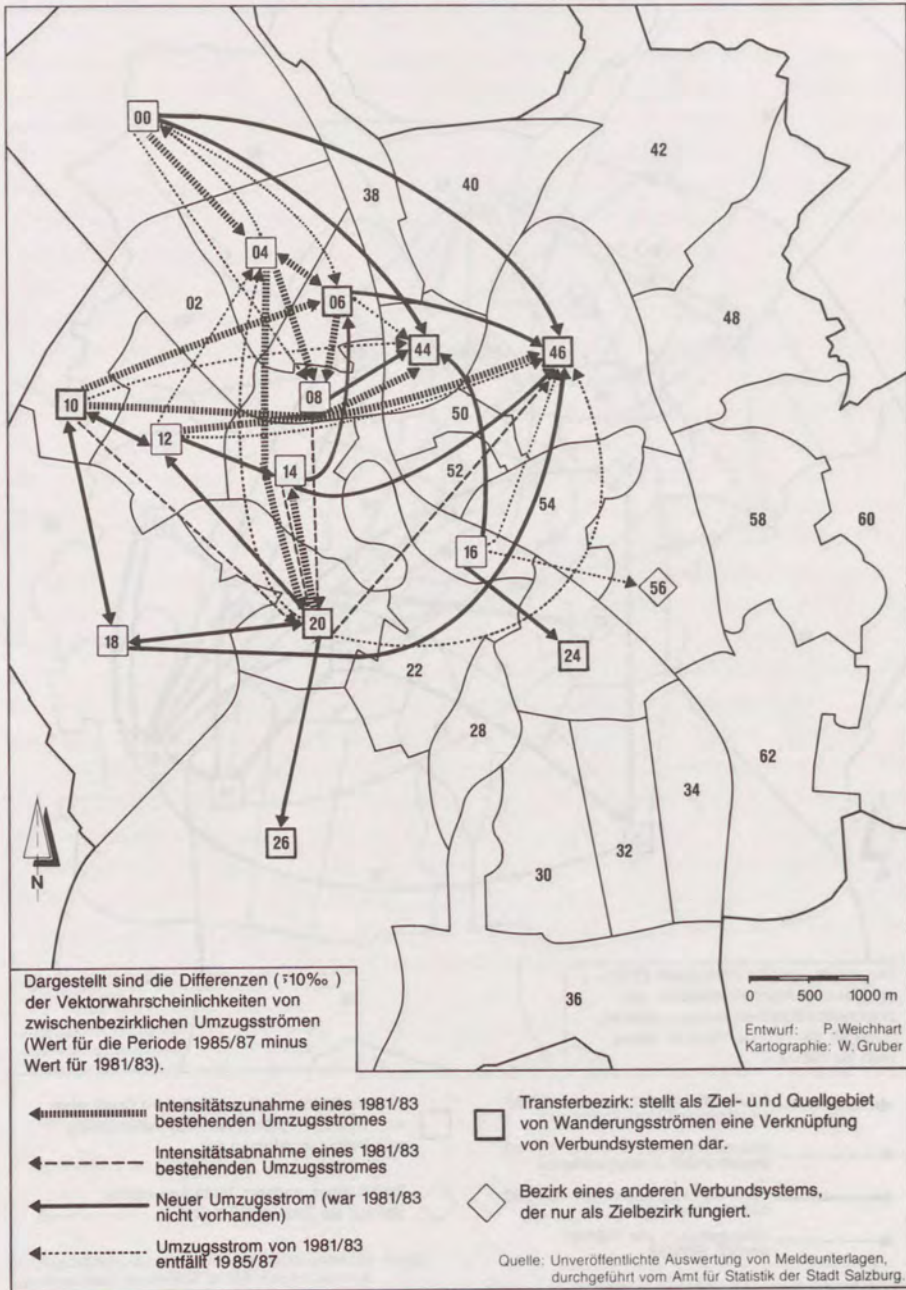 00
42
38
40
04
02
06
48
44
46
10
08
50
12
14
52
54
58
60
16
56
20
18
24
22
28
62
34
26
32
30
N
36
0 500 1000 m
Entwurf: P. Weichhart
Kartographie: W. Gruber
Dargestellt sind die Differenzen ( 10‰ )
der Vektorwahrscheinlichkeiten von
zwischenbezirklichen Umzugsströmen
(Wert für die Periode 1985/87 minus
Wert für 1981/83).
Intensitätszunahme eines 1981/83
bestehenden Umzugsstromes
Intensitätsabnahme eines 1981/83
bestehenden Umzugsstromes
Neuer Umzugsstrom (war 1981/83
nicht vorhanden)
Umzugsstrom von 1981/83
entfällt 1985/87
Transferbezirk: stellt als Ziel- und Quellgebiet
von Wanderungsströmen eine Verknüpfung
von Verbundsystemen dar.
Bezirk eines anderen Verbundsystems,
der nur als Zielbezirk fungiert.
Quelle: Unveröffentlichte Auswertung von Meldeunterlagen,
durchgeführt vom Amt für Statistik der Stadt Salzburg.